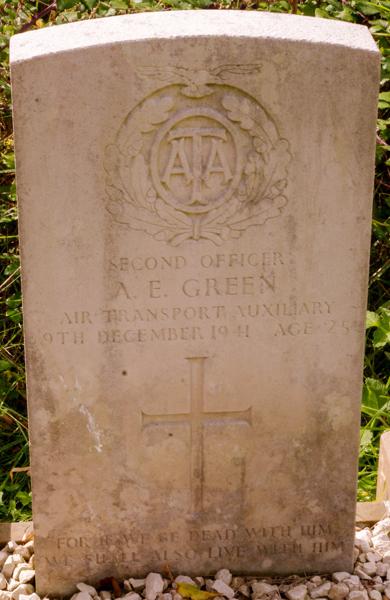 ATA
SECOND OFFICER
A. E. GREEN
AIR TRANSPORT AUXILIARY
9TH DECEMBER 1941 AGE 25
FOR IF WE BE DEAD WITH HIM
WE SHALL ALSO LIVE WITH HIM